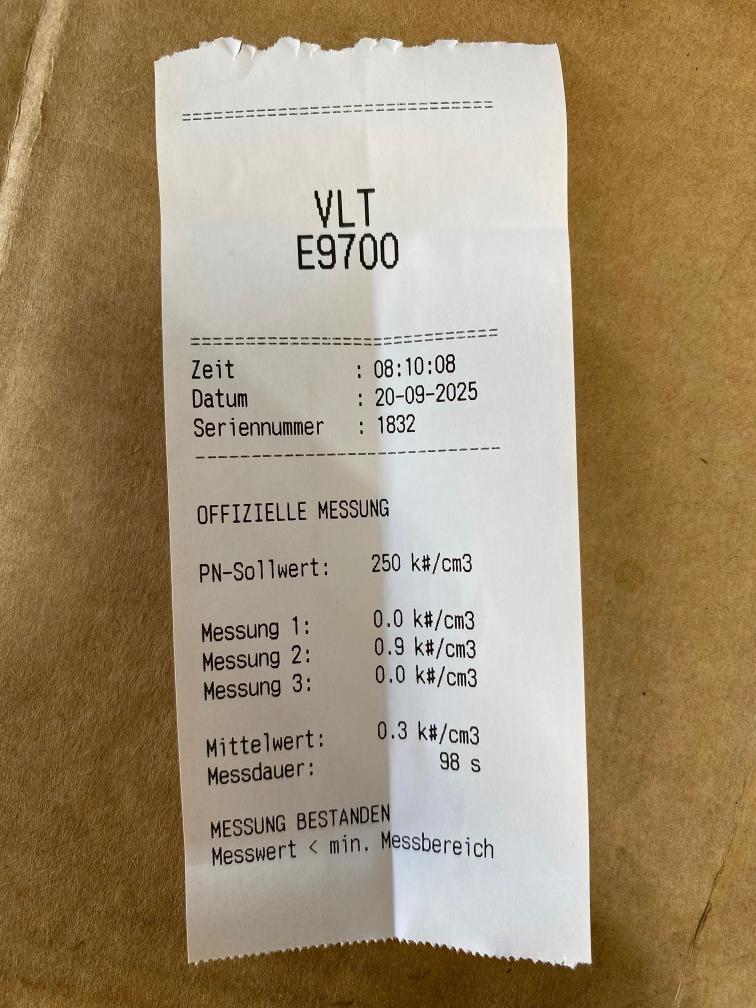 ==============================
VLT
E9700
==============================
Zeit : 08:10:08
Datum : 20-09-2025
Seriennummer : 1832
------------------------------
OFFIZIELLE MESSUNG
PN-Sollwert: 250 k#/cm3
Messung 1: 0.0 k#/cm3
Messung 2: 0.9 k#/cm3
Messung 3: 0.0 k#/cm3
Mittelwert: 0.3 k#/cm3
Messdauer: 98 s
MESSUNG BESTANDEN
Messwert < min. Messbereich